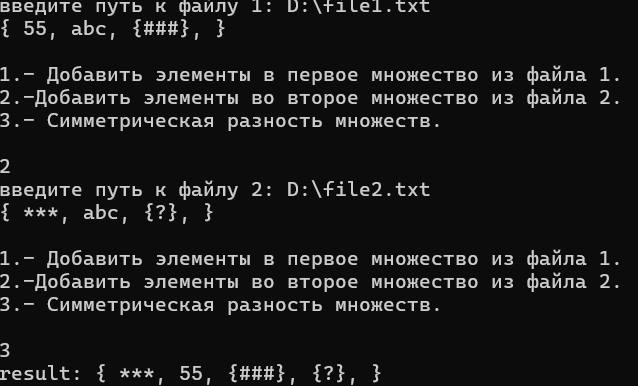 введите путь к файлу 1: D:\file1.txt
{ 55, abc, {###}, }
1.- Добавить элементы в первое множество из файла 1.
2.-Добавить элементы во второе множество из файла 2.
3.- Симметрическая разность множеств.
2
введите путь к файлу 2: D:\file2.txt
{ ***, abc, {?}, }
1.- Добавить элементы в первое множество из файла 1.
2.-Добавить элементы во второе множество из файла 2.
3.- Симметрическая разность множеств.
3
result: { ***, 55, {###}, {?}, }